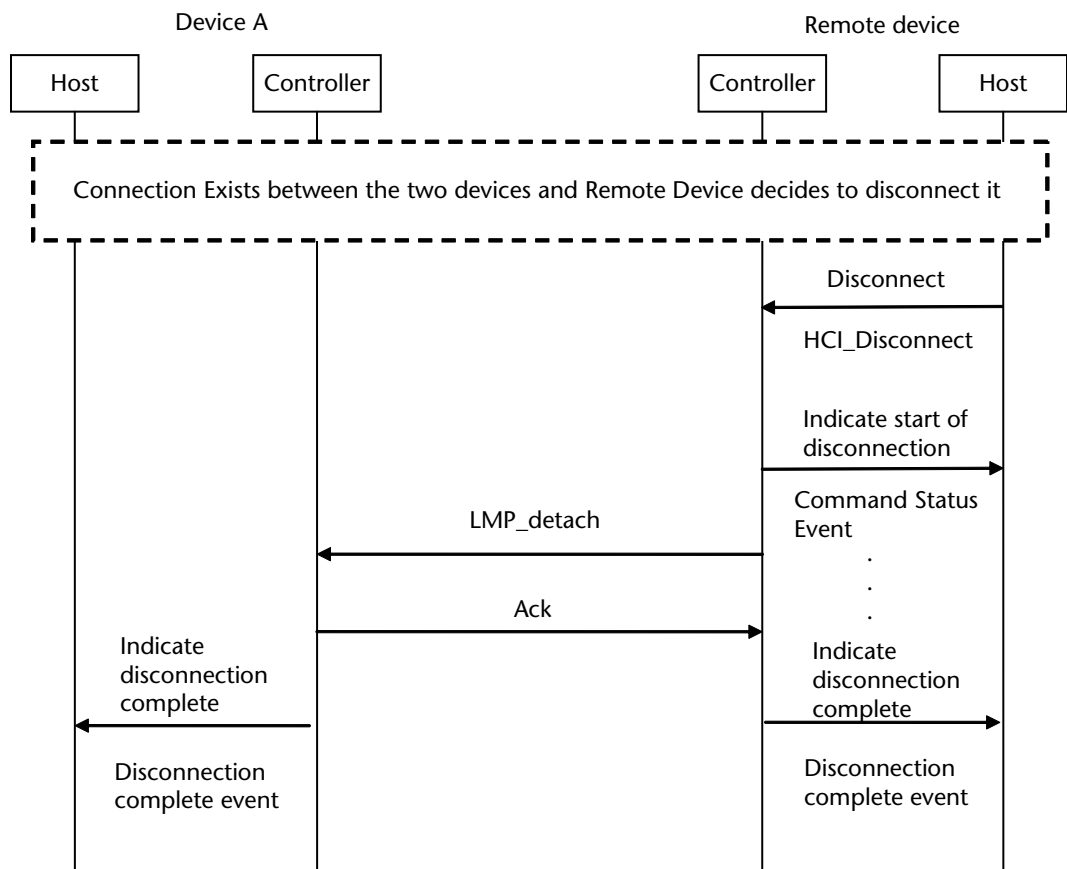 Device A
Remote device
Host
Controller
Controller
Host
Connection Exists between the two devices and Remote Device decides to disconnect it
Disconnect
HCI_Disconnect
Indicate start of
disconnection
Command Status
Event
.
.
.
LMP_detach
Ack
Indicate
disconnection
complete
Indicate
disconnection
complete
Disconnection
complete event
Disconnection
complete event